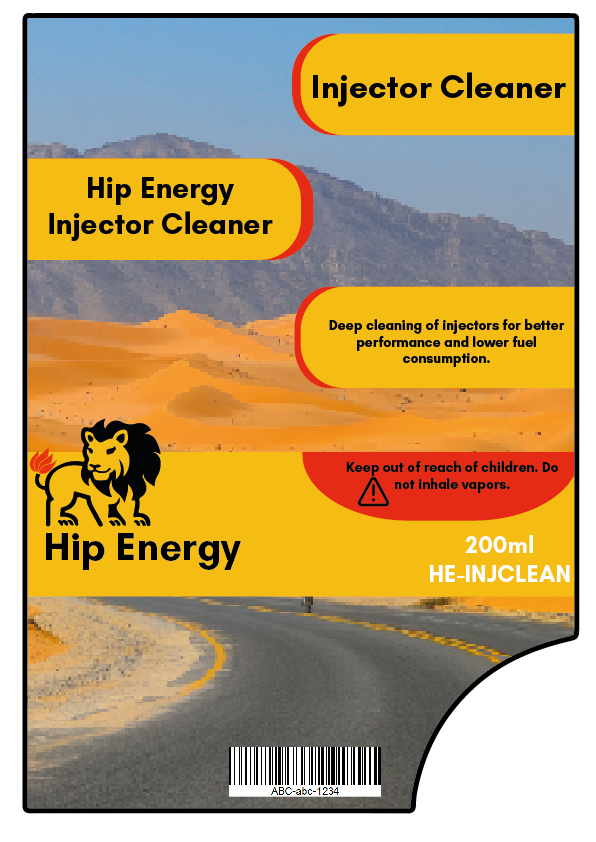 Injector Cleaner
Hip Energy
Injector Cleaner
Deep cleaning of injectors for better
performance and lower fuel
consumption.
Keep out of reach of children. Do
not inhale vapors.
Hip Energy
200ml
HE-INJCLEAN
ABC-abc-1234